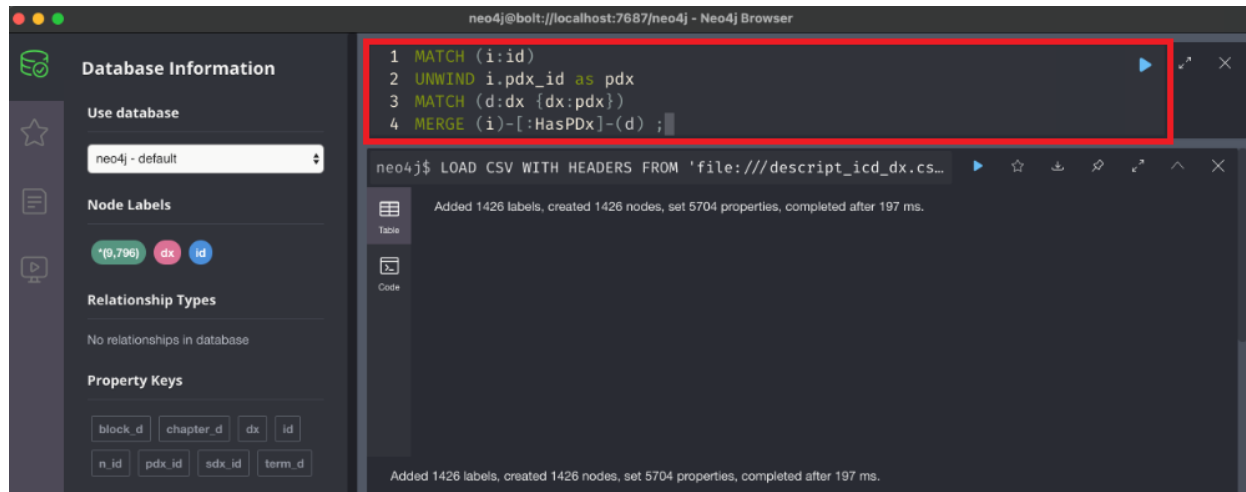 neo4j@bolt://localhost:7687/neo4j - Neo4j Browser
Database Information
Use database
neo4j - default
Node Labels
*(9,796) dx id
Relationship Types
No relationships in database
Property Keys
block_d chapter_d dx id
n_id pdx_id sdx_id term_d
1 MATCH (i:id)
2 UNWIND i.pdx_id as pdx
3 MATCH (d:dx {dx:pdx})
4 MERGE (i)-[:HasPDx]-(d) ;
neo4j$ LOAD CSV WITH HEADERS FROM 'file:///descript_icd_dx.cs…
Table
Code
Added 1426 labels, created 1426 nodes, set 5704 properties, completed after 197 ms.
Added 1426 labels, created 1426 nodes, set 5704 properties, completed after 197 ms.